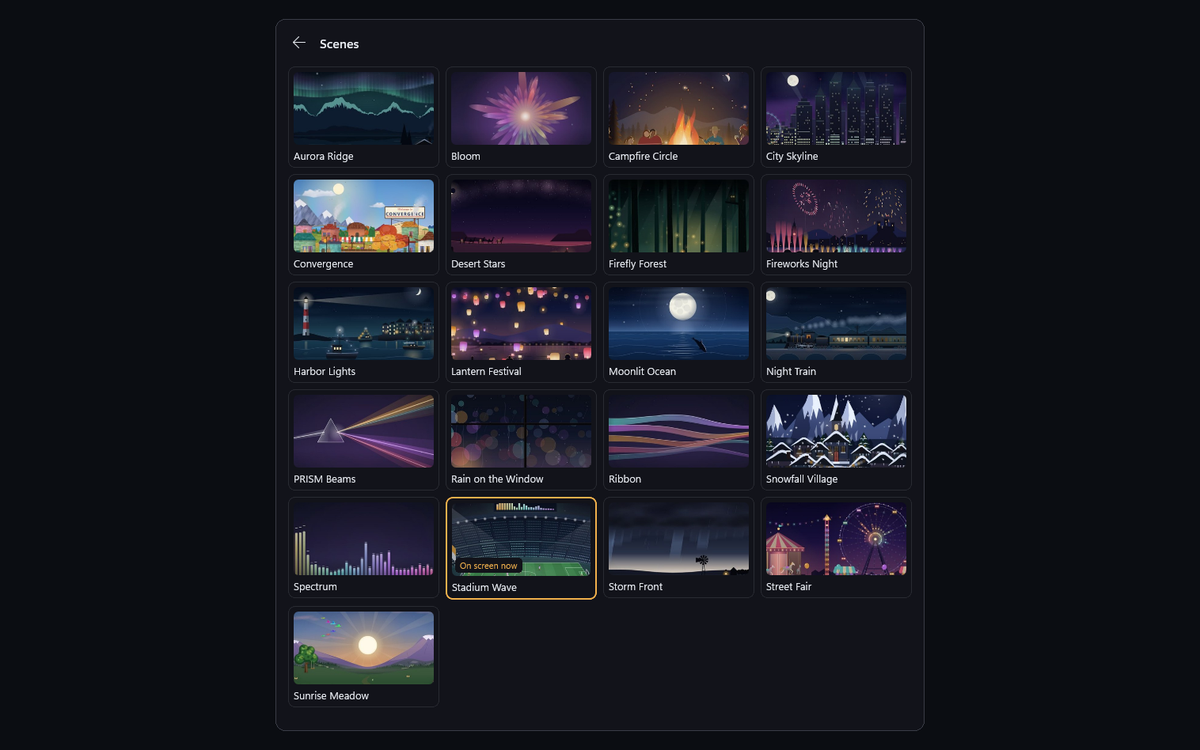 Scenes
Aurora Ridge
Bloom
Campfire Circle
City Skyline
CONVERGENCE
Convergence
Desert Stars
Firefly Forest
Fireworks Night
Harbor Lights
Lantern Festival
Moonlit Ocean
Night Train
PRISM Beams
Rain on the Window
Ribbon
Snowfall Village
Spectrum
On screen now
Stadium Wave
Storm Front
Street Fair
Sunrise Meadow